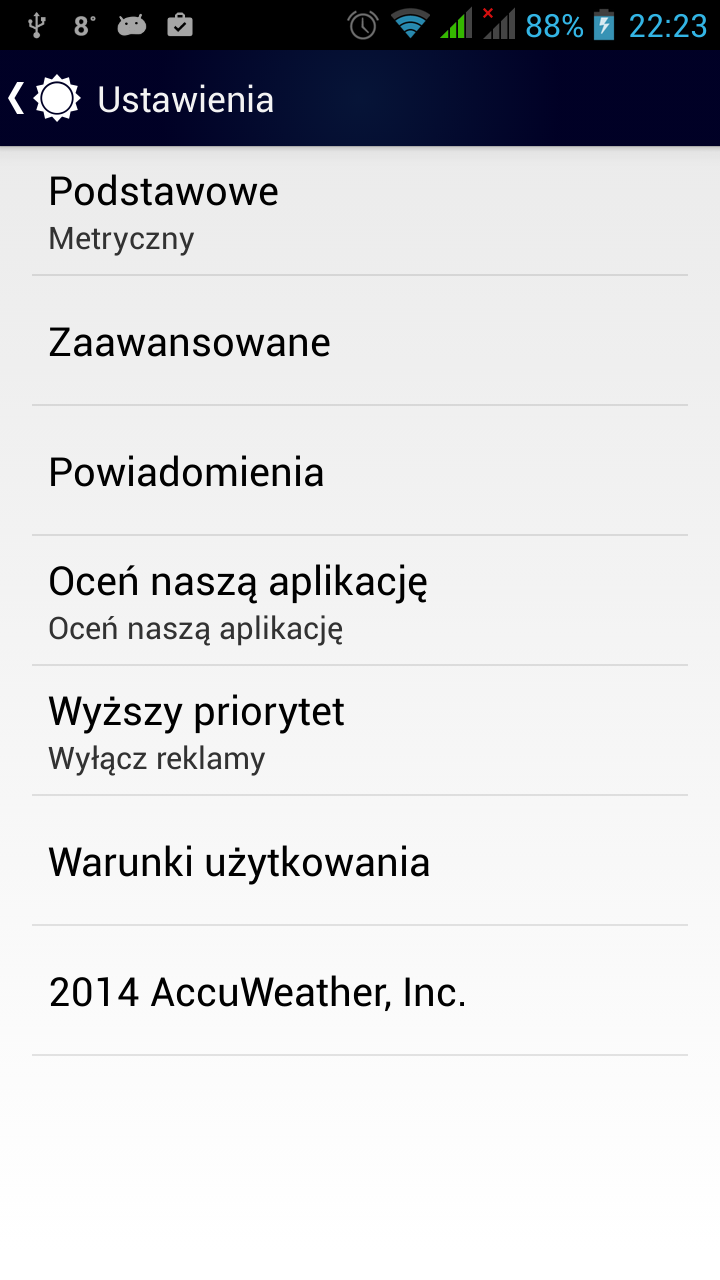 8° 88% 22:23
Ustawienia
Podstawowe
Metryczny
Zaawansowane
Powiadomienia
Oceń naszą aplikację
Oceń naszą aplikację
Wyższy priorytet
Wyłącz reklamy
Warunki użytkowania
2014 AccuWeather, Inc.